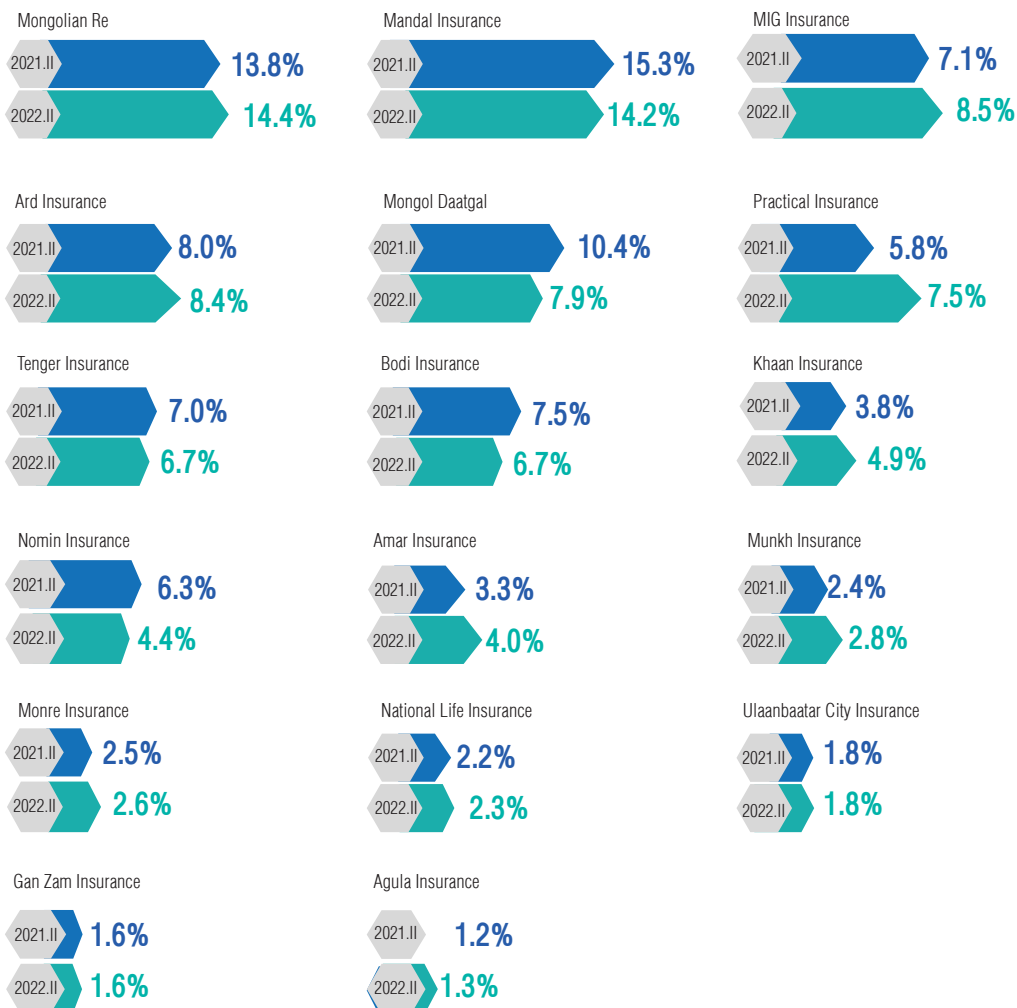 Mongolian Re
2021.II 13.8%
2022.II 14.4%
Mandal Insurance
2021.II 15.3%
2022.II 14.2%
MIG Insurance
2021.II 7.1%
2022.II 8.5%
Ard Insurance
2021.II 8.0%
2022.II 8.4%
Mongol Daatgal
2021.II 10.4%
2022.II 7.9%
Practical Insurance
2021.II 5.8%
2022.II 7.5%
Tenger Insurance
2021.II 7.0%
2022.II 6.7%
Bodi Insurance
2021.II 7.5%
2022.II 6.7%
Khaan Insurance
2021.II 3.8%
2022.II 4.9%
Nomin Insurance
2021.II 6.3%
2022.II 4.4%
Amar Insurance
2021.II 3.3%
2022.II 4.0%
Munkh Insurance
2021.II 2.4%
2022.II 2.8%
Monre Insurance
2021.II 2.5%
2022.II 2.6%
National Life Insurance
2021.II 2.2%
2022.II 2.3%
Ulaanbaatar City Insurance
2021.II 1.8%
2022.II 1.8%
Gan Zam Insurance
2021.II 1.6%
2022.II 1.6%
Agula Insurance
2021.II 1.2%
2022.II 1.3%